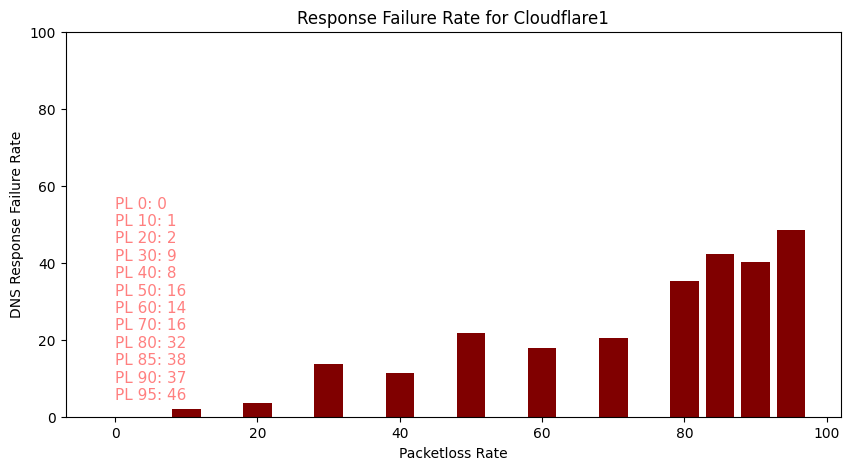 Response Failure Rate for Cloudflare1
100
80
60
40
20
0
DNS Response Failure Rate
PL 0: 0
PL 10: 1
PL 20: 2
PL 30: 9
PL 40: 8
PL 50: 16
PL 60: 14
PL 70: 16
PL 80: 32
PL 85: 38
PL 90: 37
PL 95: 46
0 20 40 60 80 100
Packetloss Rate